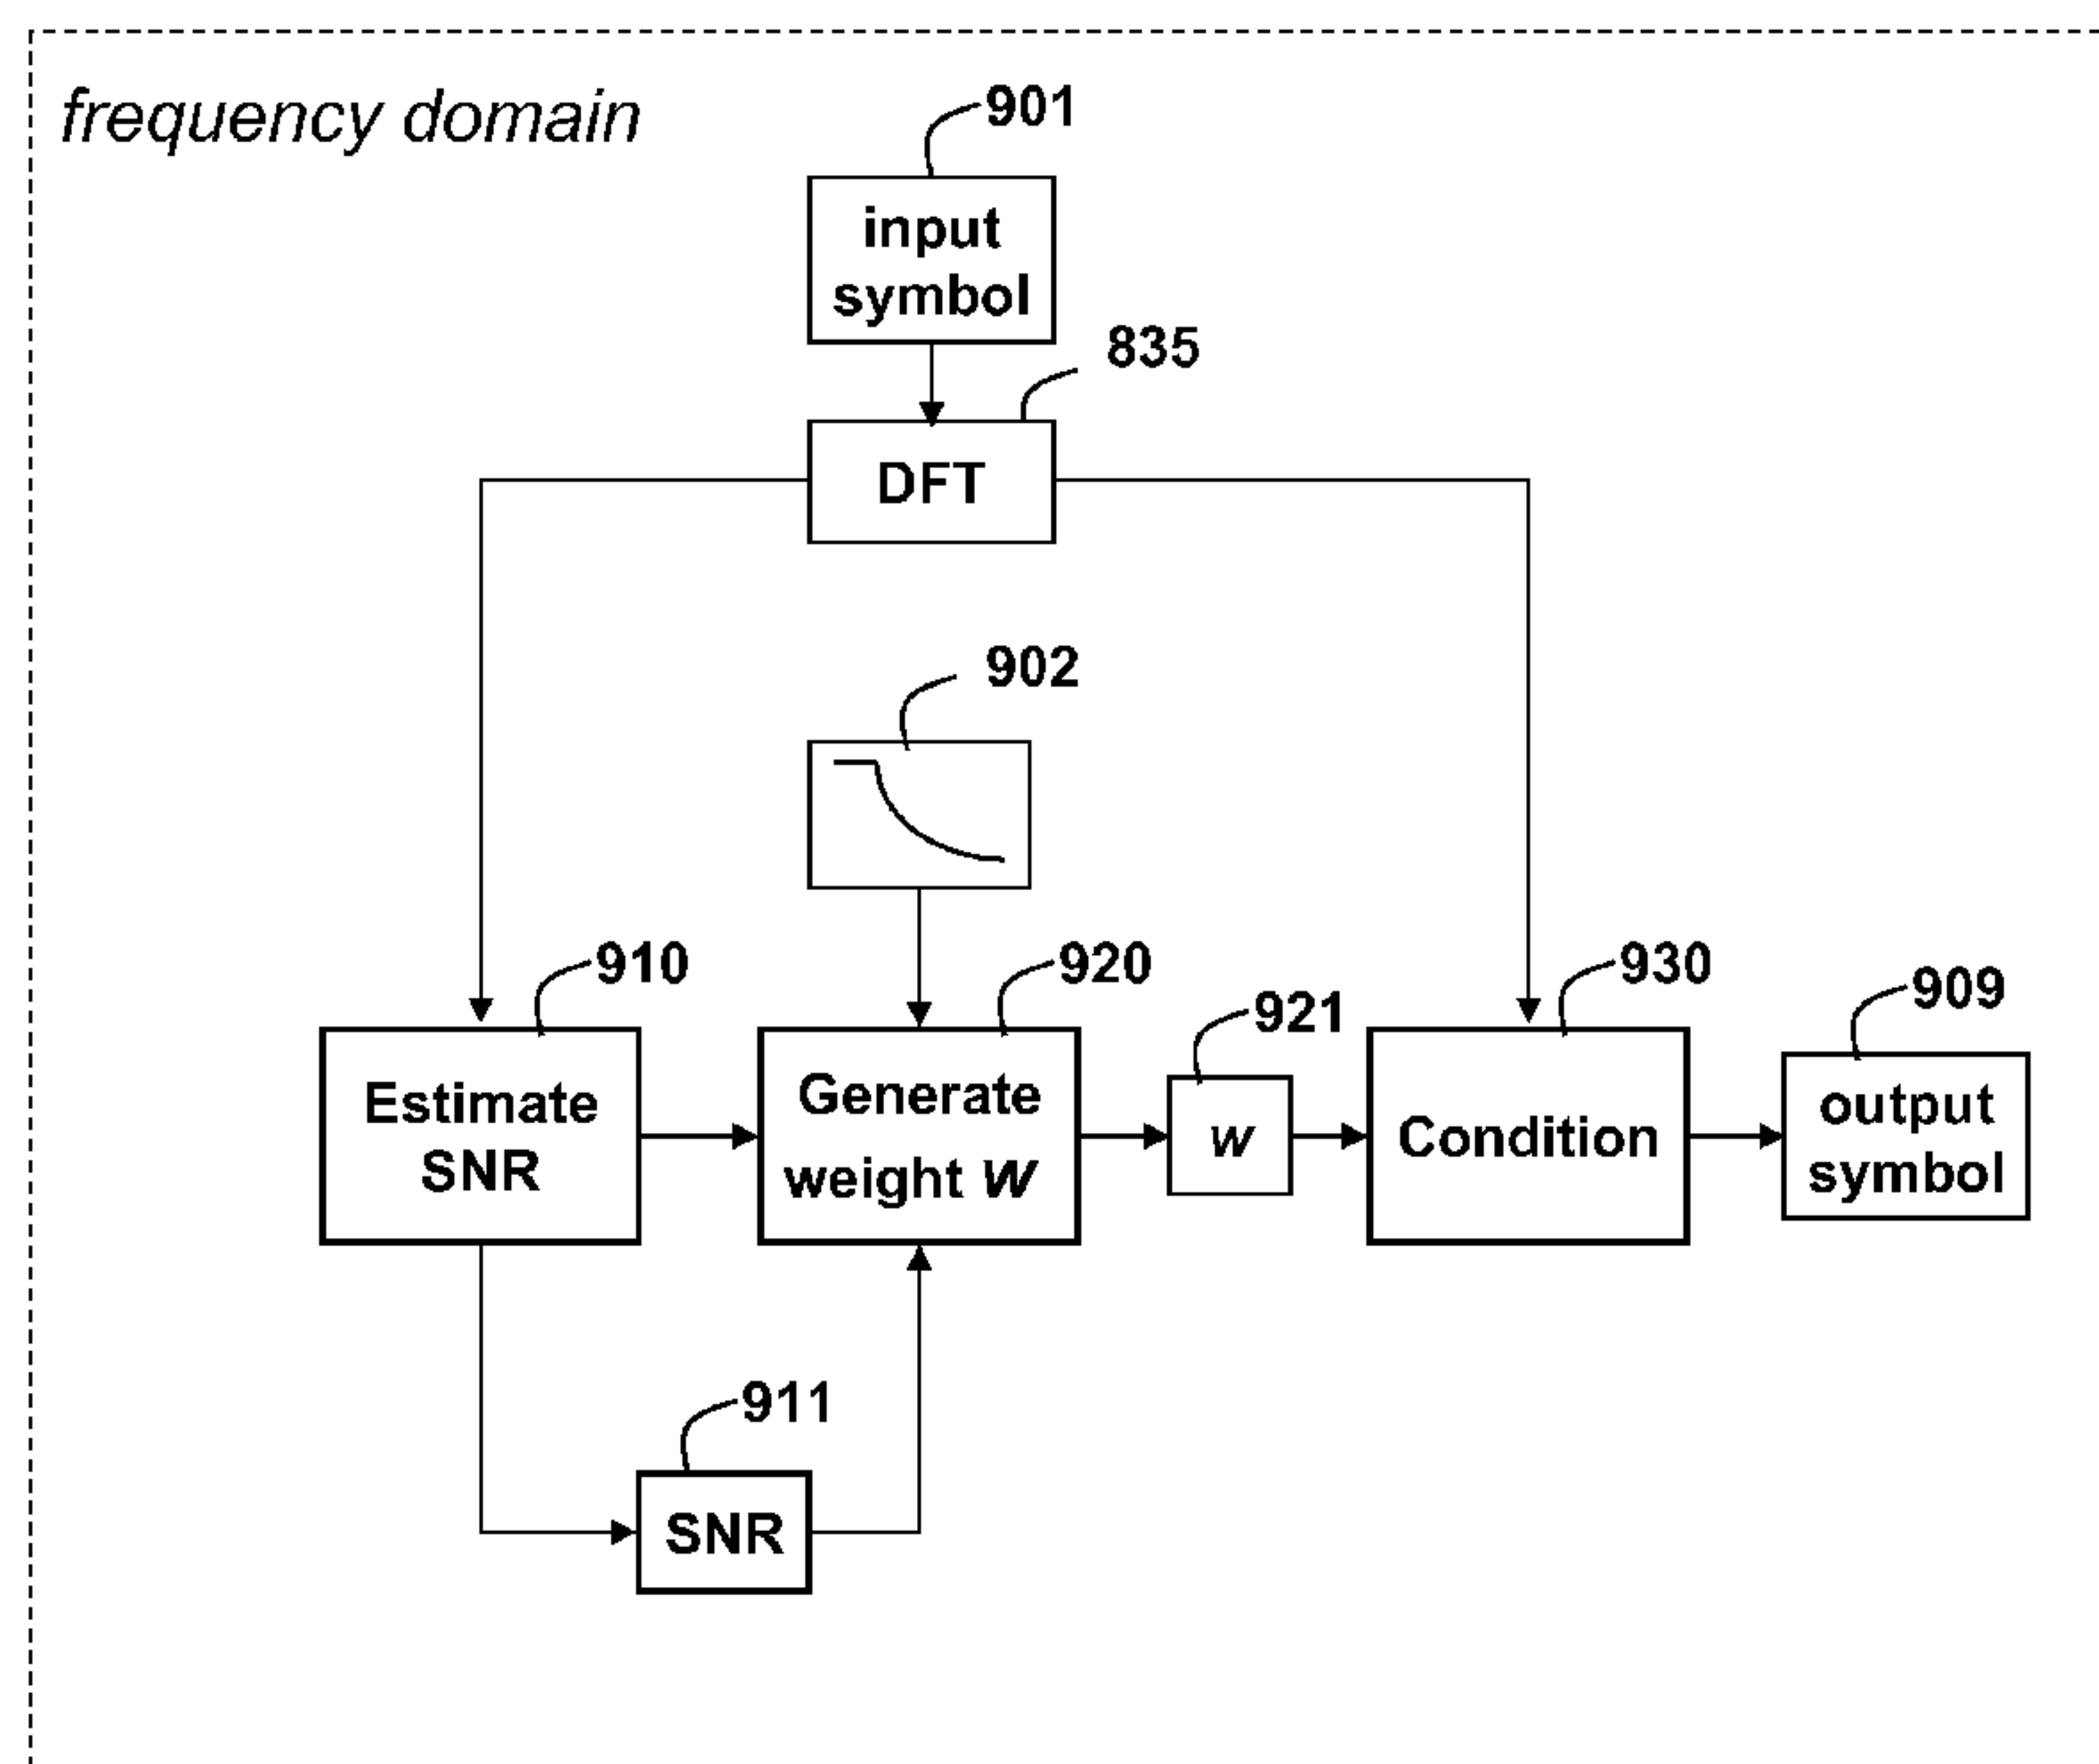 frequency domain
901
input
symbol
835
DFT
902
910
920
921
930
909
Estimate
SNR
Generate
weight W
w
Condition
output
symbol
911
SNR